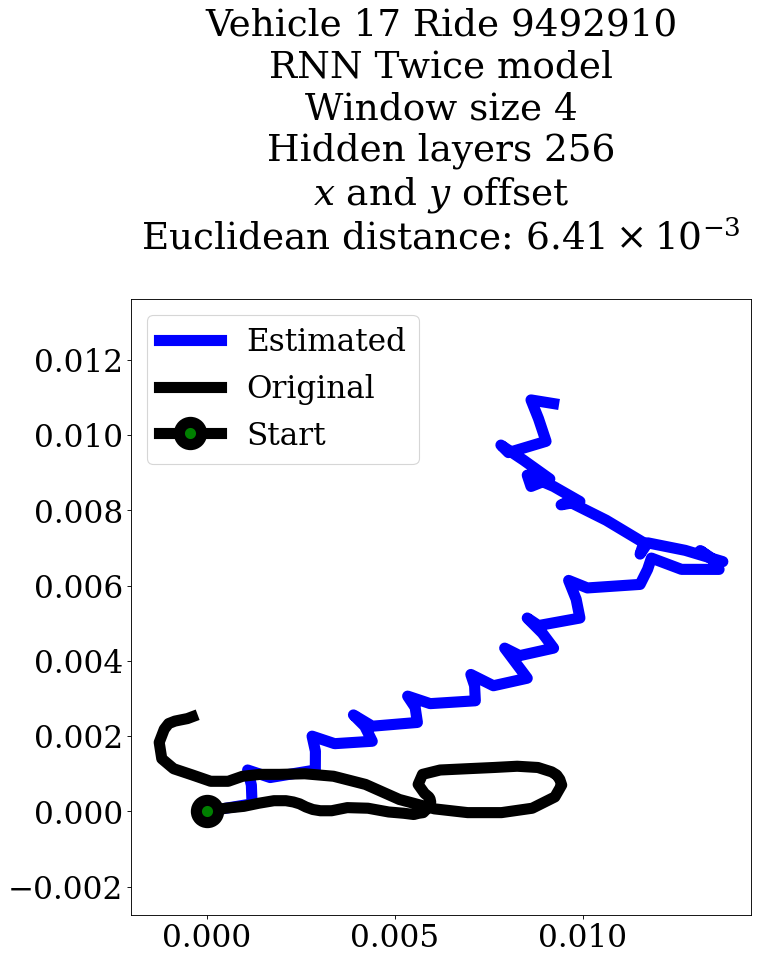 Vehicle 17 Ride 9492910
RNN Twice model
Window size 4
Hidden layers 256
x and y offset
Euclidean distance: 6.41 × 10⁻³
Estimated
Original
Start
0.012
0.010
0.008
0.006
0.004
0.002
0.000
−0.002
0.000 0.005 0.010